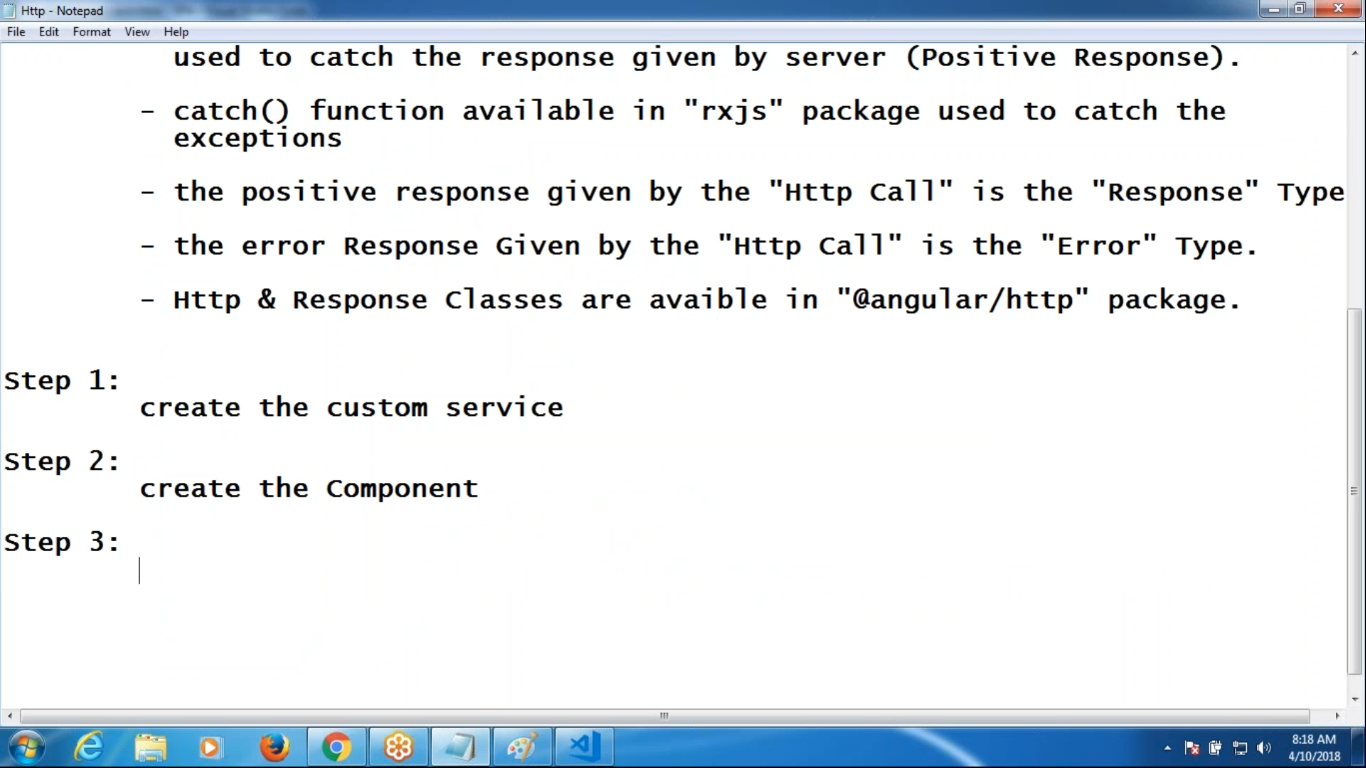 Http - Notepad
File Edit Format View Help
used to catch the response given by server (Positive Response).
- catch() function available in "rxjs" package used to catch the
exceptions
- the positive response given by the "Http Call" is the "Response" Type
- the error Response Given by the "Http Call" is the "Error" Type.
- Http & Response Classes are avaible in "@angular/http" package.
Step 1:
create the custom service
Step 2:
create the Component
Step 3:
8:18 AM
4/10/2018